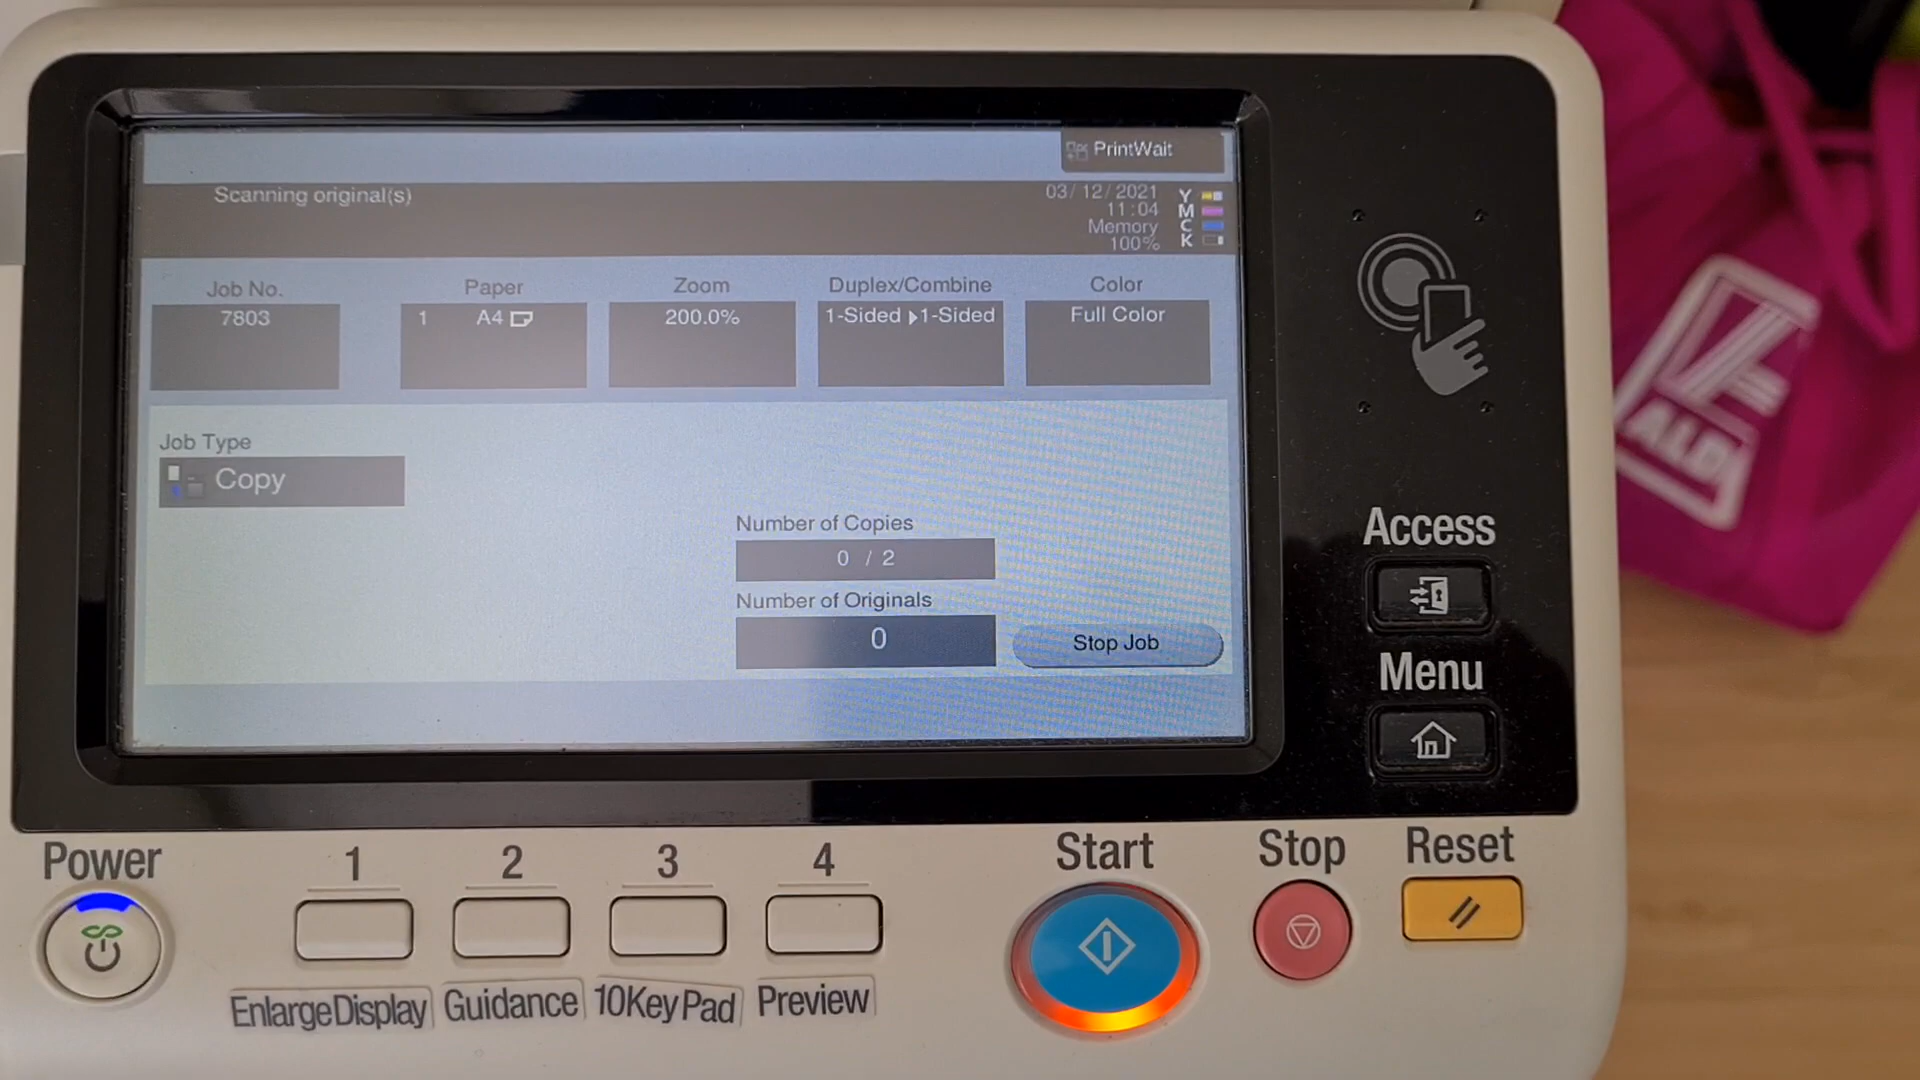 PrintWait
Scanning original(s)
03/12/2021
11:04
Memory
100%
Y
M
C
K
Job No.
7803
Paper
1 A4
Zoom
200.0%
Duplex/Combine
1-Sided ▶1-Sided
Color
Full Color
Job Type
Copy
Number of Copies
0 / 2
Number of Originals
0
Stop Job
Access
Menu
ALDI
Power
1
2
3
4
Start
Stop
Reset
EnlargeDisplay
Guidance
10KeyPad
Preview